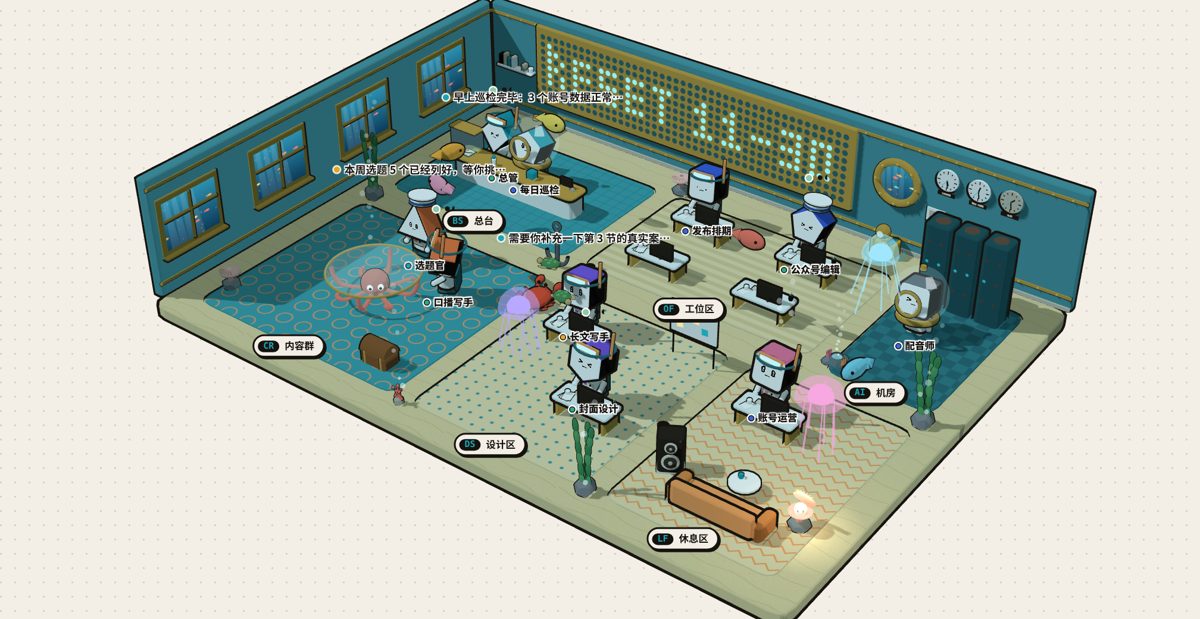 RESET 11-30
早上巡检完毕：3 个账号数据正常…
本周选题 5 个已经列好，等你挑…
总管
每日巡检
BS 总台
需要你补充一下第 3 节的真实案…
发布排期
公众号编辑
选题官
口播写手
OF 工位区
长文写手
CR 内容群
配音师
AI 机房
封面设计
账号运营
DS 设计区
LF 休息区